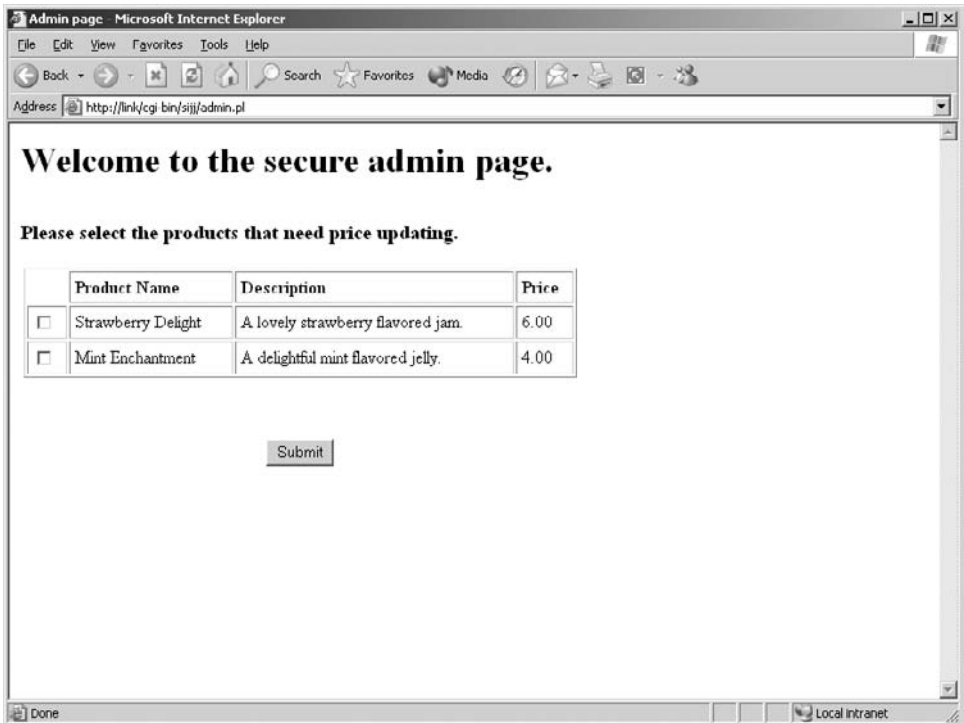 Admin page - Microsoft Internet Explorer
File Edit View Favorites Tools Help
Back Search Favorites Media
Address http://link/cgi-bin/sijj/admin.pl
Welcome to the secure admin page.
Please select the products that need price updating.
Product Name Description Price
Strawberry Delight A lovely strawberry flavored jam. 6.00
Mint Enchantment A delightful mint flavored jelly. 4.00
Submit
Done Local intranet